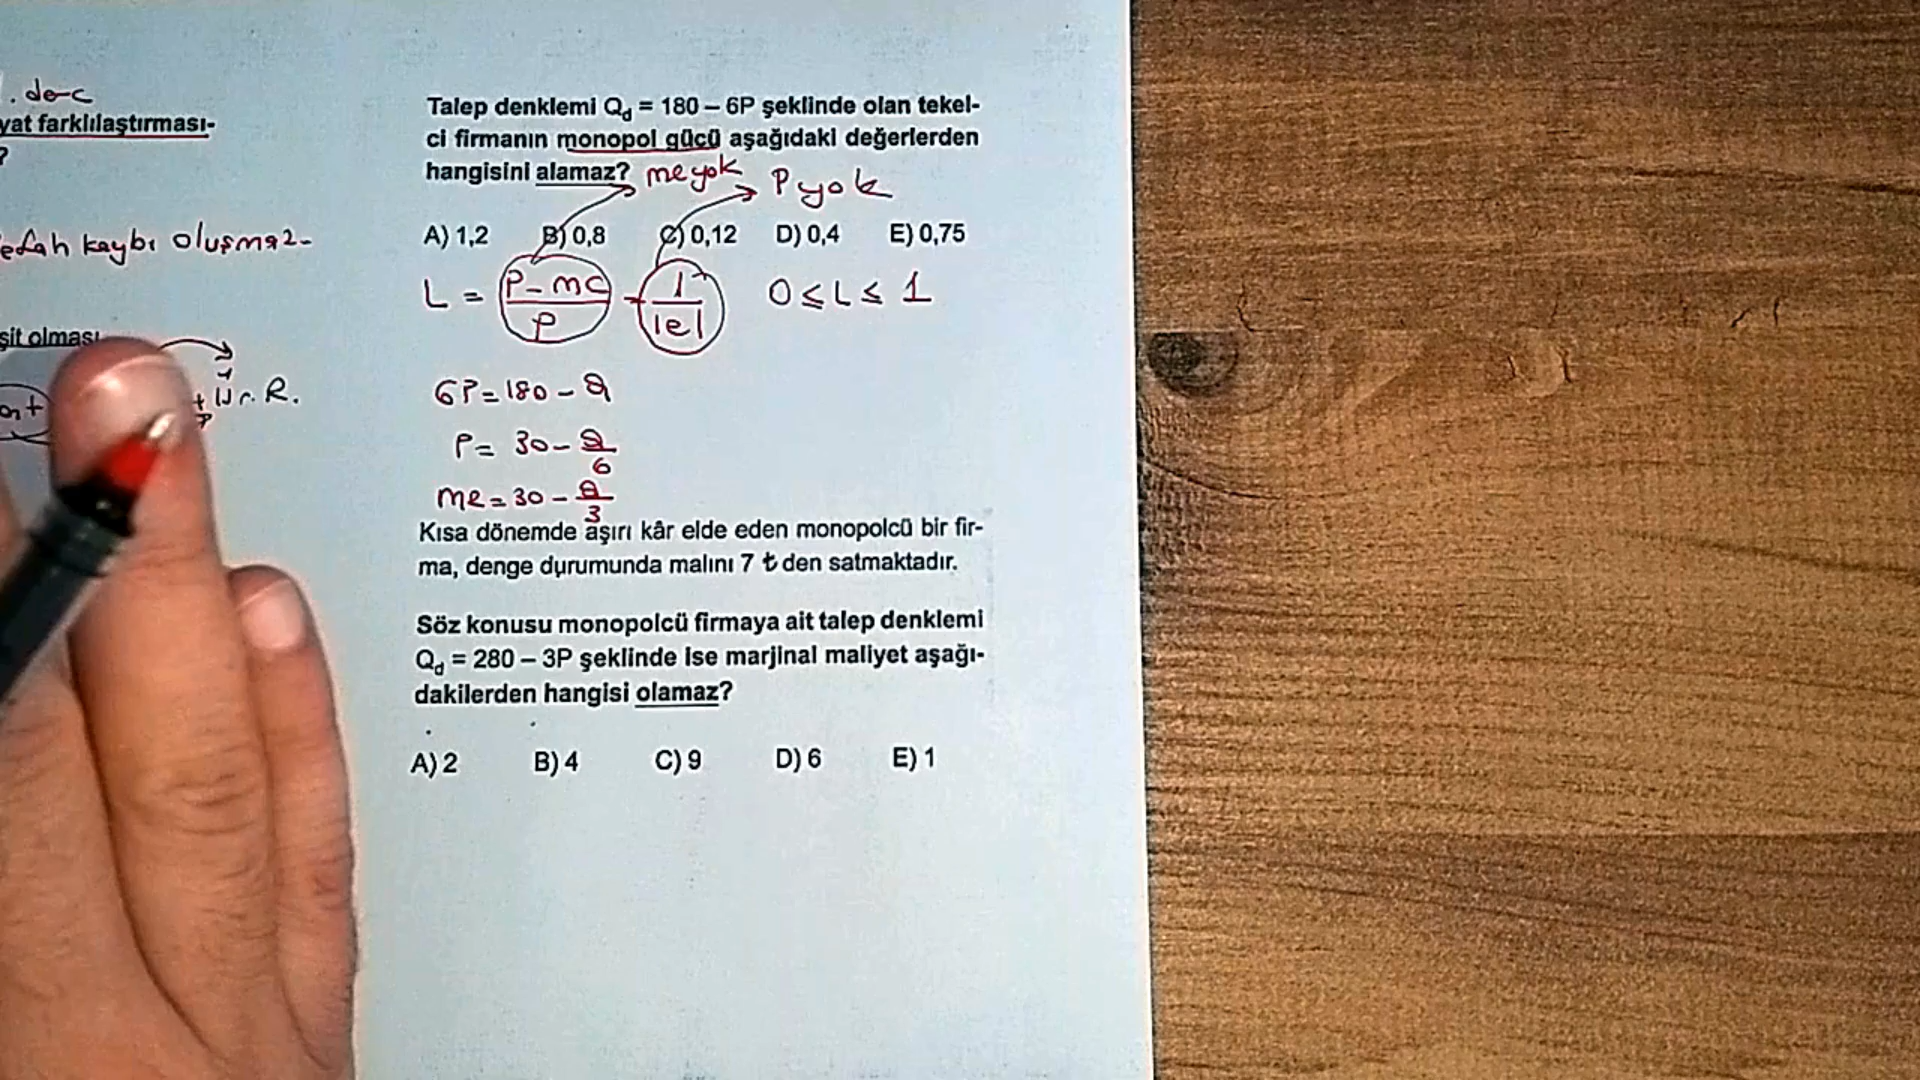 . de-c
yat farklılaştırması-
?
efah kaybı oluşmaz-
şit olması
ant
+ Ür. R.
Talep denklemi Qd = 180 – 6P şeklinde olan tekel-
ci firmanın monopol gücü aşağıdaki değerlerden
hangisini alamaz? mc yok P yok
A) 1,2 B) 0,8 C) 0,12 D) 0,4 E) 0,75
L = P - mc / P = 1 / |e| 0 ≤ L ≤ 1
6P = 180 - Q
P = 30 - Q/6
MR = 30 - Q/3
Kısa dönemde aşırı kâr elde eden monopolcü bir fir-
ma, denge durumunda malını 7 ₺ den satmaktadır.
Söz konusu monopolcü firmaya ait talep denklemi
Qd = 280 – 3P şeklinde ise marjinal maliyet aşağı-
dakilerden hangisi olamaz?
A) 2 B) 4 C) 9 D) 6 E) 1